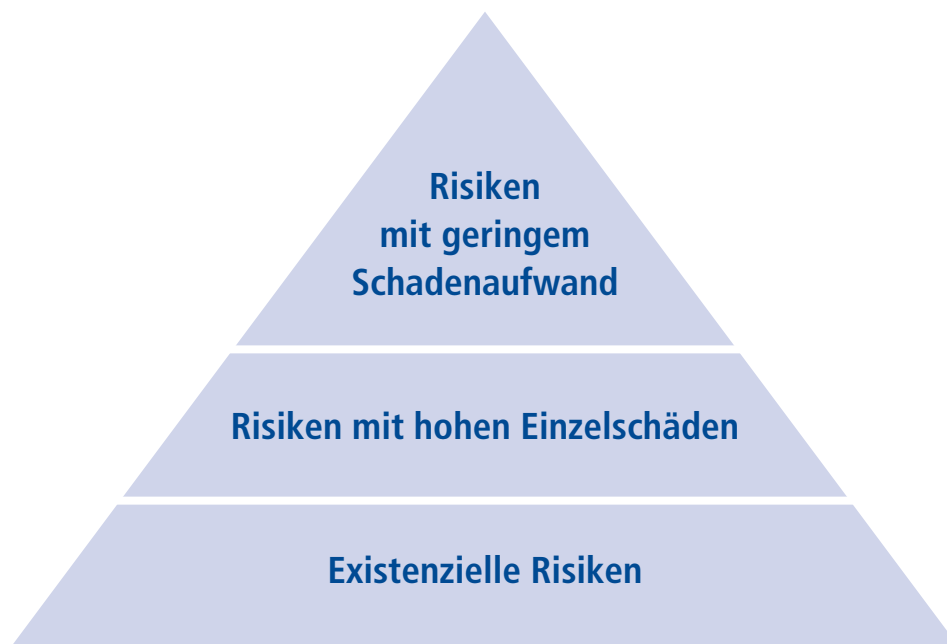 Risiken
mit geringem
Schadenaufwand
Risiken mit hohen Einzelschäden
Existenzielle Risiken